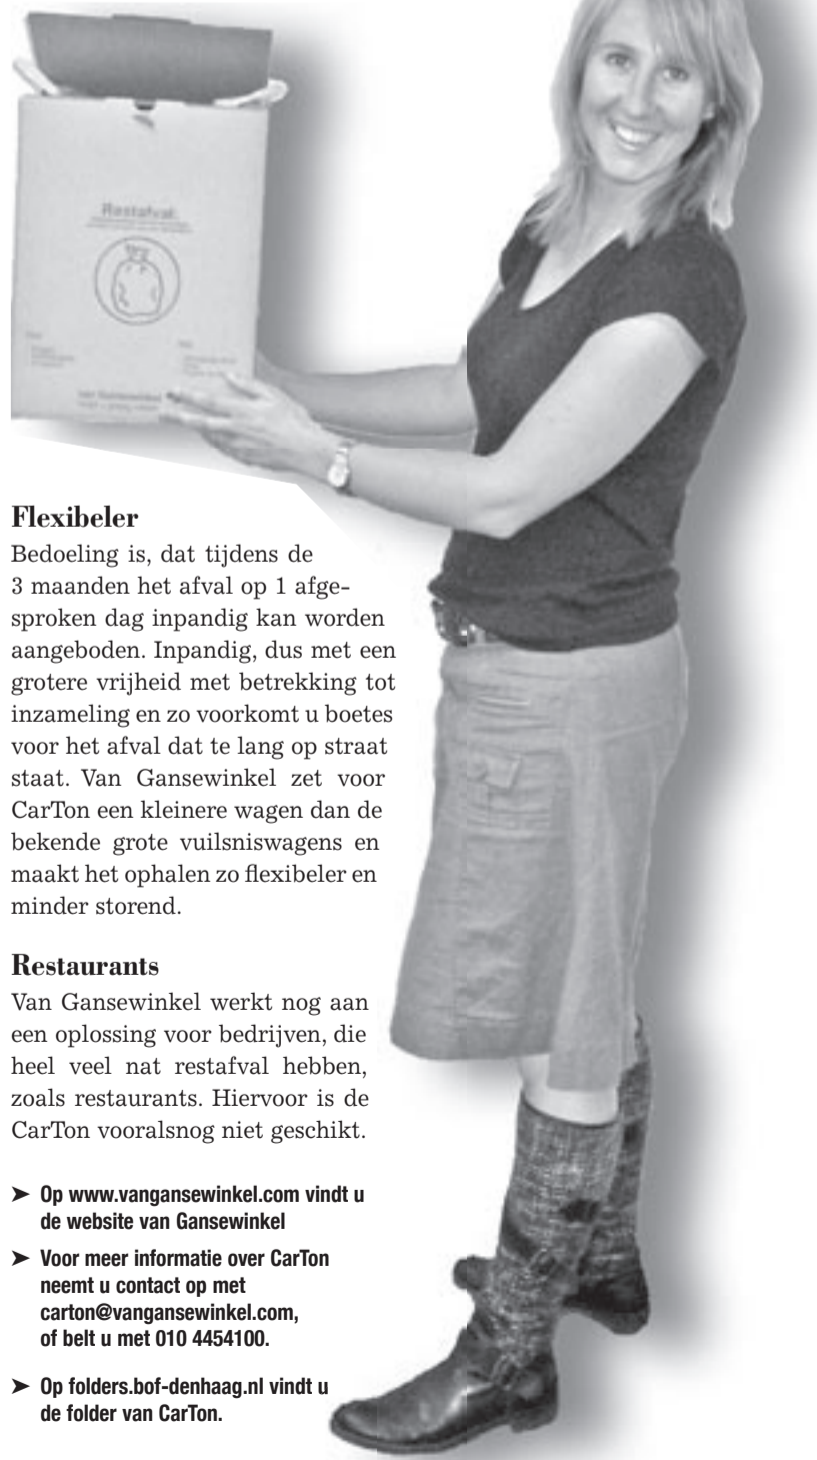 Restafval:
van Gansewinkel
Flexibeler
Bedoeling is, dat tijdens de
3 maanden het afval op 1 afge-
sproken dag inpandig kan worden
aangeboden. Inpandig, dus met een
grotere vrijheid met betrekking tot
inzameling en zo voorkomt u boetes
voor het afval dat te lang op straat
staat. Van Gansewinkel zet voor
CarTon een kleinere wagen dan de
bekende grote vuilsniswagens en
maakt het ophalen zo flexibeler en
minder storend.
Restaurants
Van Gansewinkel werkt nog aan
een oplossing voor bedrijven, die
heel veel nat restafval hebben,
zoals restaurants. Hiervoor is de
CarTon vooralsnog niet geschikt.
➤ Op www.vangansewinkel.com vindt u
de website van Gansewinkel
➤ Voor meer informatie over CarTon
neemt u contact op met
carton@vangansewinkel.com,
of belt u met 010 4454100.
➤ Op folders.bof-denhaag.nl vindt u
de folder van CarTon.